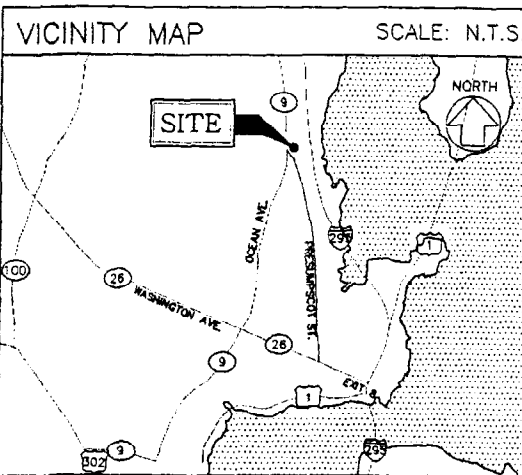 VICINITY MAP
SCALE: N.T.S
9
NORTH
SITE
OCEAN AVE.
295
1
PRESUMPSCOT ST.
100
26
WASHINGTON AVE.
26
9
EXIT 8
1
9
302
295